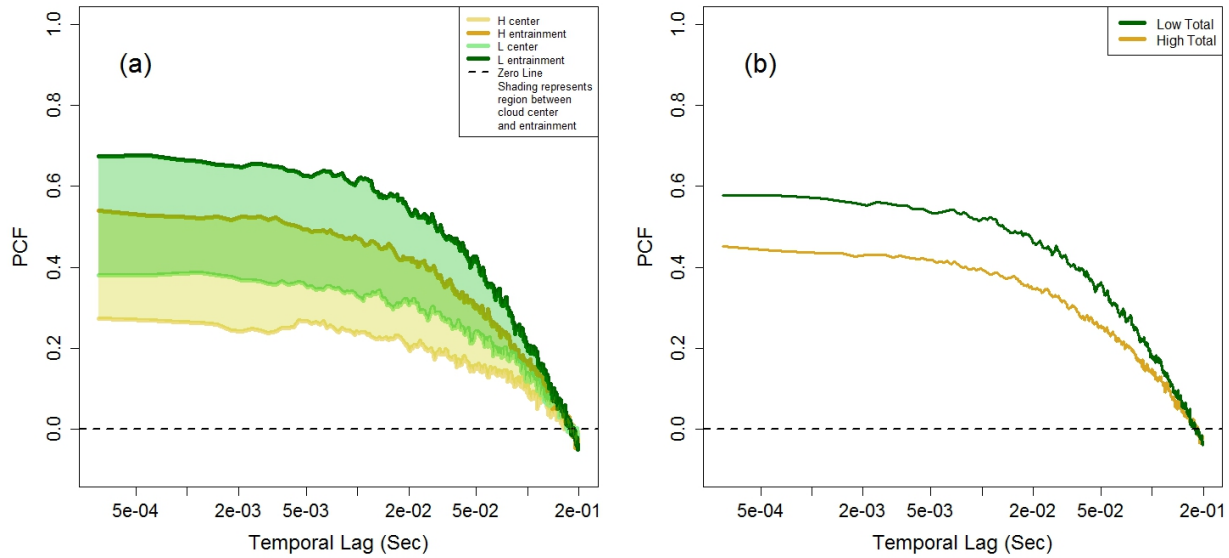 (a)
H center
H entrainment
L center
L entrainment
Zero Line
Shading represents
region between
cloud center
and entrainment
PCF
1.0
0.8
0.6
0.4
0.2
0.0
5e-04
2e-03
5e-03
2e-02
5e-02
2e-01
Temporal Lag (Sec)
(b)
Low Total
High Total
PCF
1.0
0.8
0.6
0.4
0.2
0.0
5e-04
2e-03
5e-03
2e-02
5e-02
2e-01
Temporal Lag (Sec)